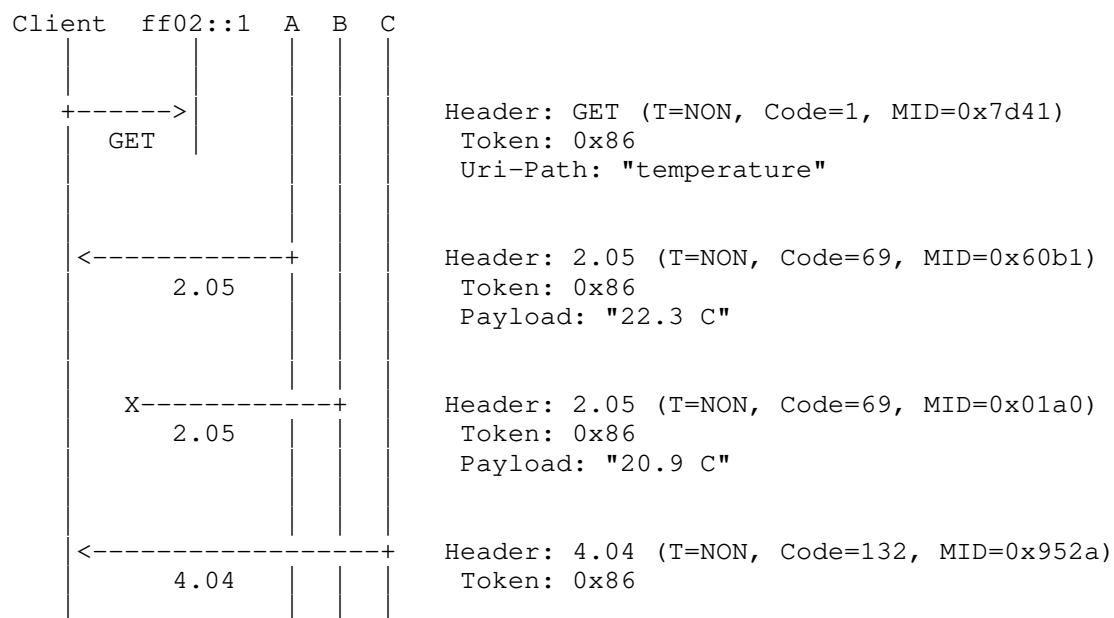 Client ff02::1 A B C
Header: GET (T=NON, Code=1, MID=0x7d41)
GET Token: 0x86
Uri-Path: "temperature"
Header: 2.05 (T=NON, Code=69, MID=0x60b1)
2.05 Token: 0x86
Payload: "22.3 C"
X Header: 2.05 (T=NON, Code=69, MID=0x01a0)
2.05 Token: 0x86
Payload: "20.9 C"
Header: 4.04 (T=NON, Code=132, MID=0x952a)
4.04 Token: 0x86